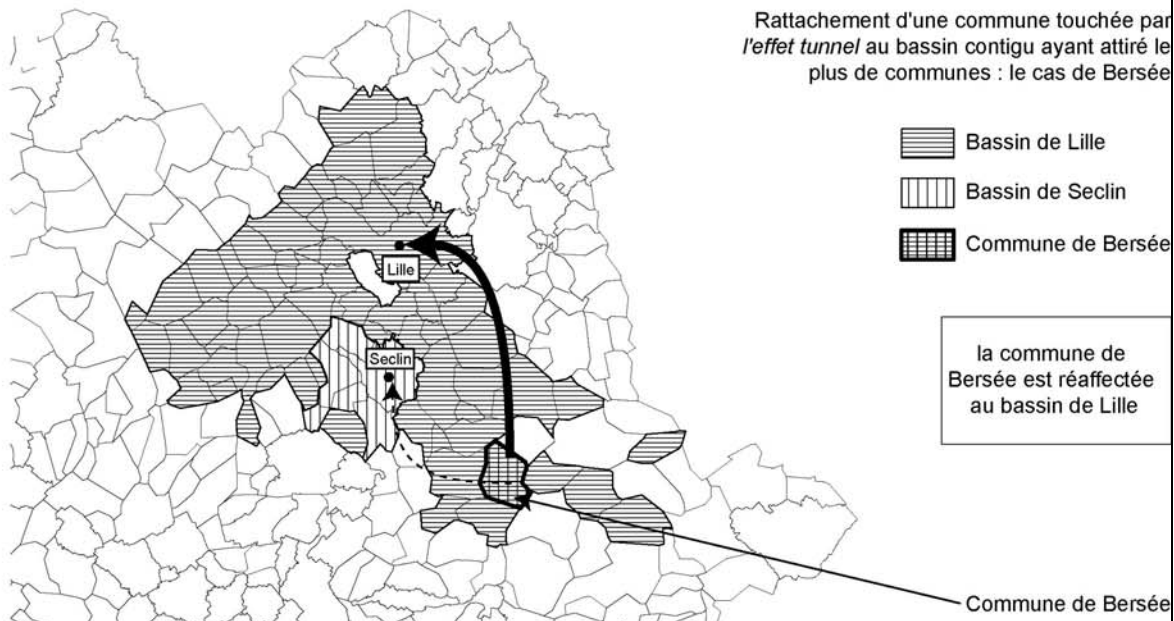 Rattachement d'une commune touchée par
l'effet tunnel au bassin contigu ayant attiré le
plus de communes : le cas de Bersée
Bassin de Lille
Bassin de Seclin
Commune de Bersée
Lille
Seclin
la commune de
Bersée est réaffectée
au bassin de Lille
Commune de Bersée